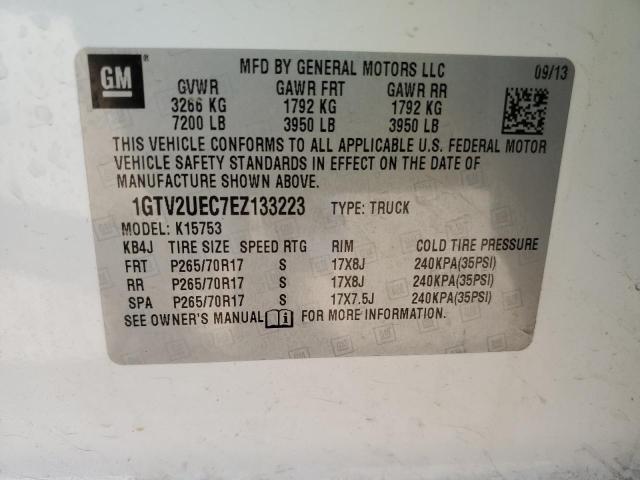 GM ®
MFD BY GENERAL MOTORS LLC 09/13
GVWR GAWR FRT GAWR RR
3266 KG 1792 KG 1792 KG
7200 LB 3950 LB 3950 LB
THIS VEHICLE CONFORMS TO ALL APPLICABLE U.S. FEDERAL MOTOR
VEHICLE SAFETY STANDARDS IN EFFECT ON THE DATE OF
MANUFACTURE SHOWN ABOVE.
1GTV2UEC7EZ133223 TYPE: TRUCK
MODEL: K15753
KB4J TIRE SIZE SPEED RTG RIM COLD TIRE PRESSURE
FRT P265/70R17 S 17X8J 240KPA(35PSI)
RR P265/70R17 S 17X8J 240KPA(35PSI)
SPA P265/70R17 S 17X7.5J 240KPA(35PSI)
SEE OWNER'S MANUAL FOR MORE INFORMATION.